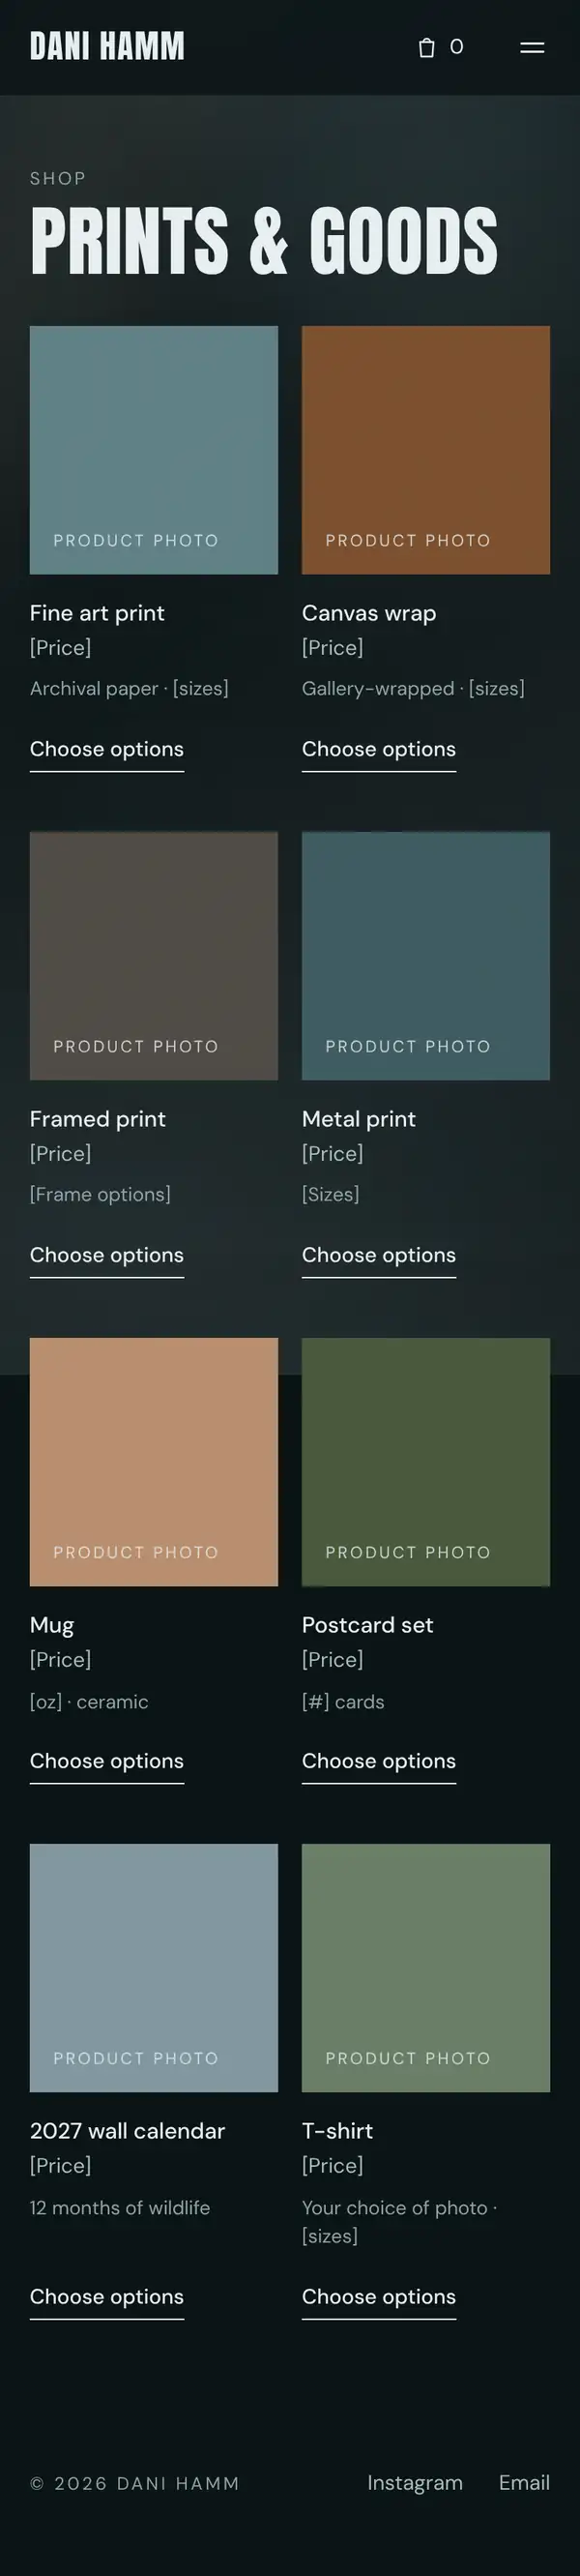 DANI HAMM
0
SHOP
PRINTS & GOODS
PRODUCT PHOTO
PRODUCT PHOTO
Fine art print
[Price]
Archival paper · [sizes]
Choose options
Canvas wrap
[Price]
Gallery-wrapped · [sizes]
Choose options
PRODUCT PHOTO
PRODUCT PHOTO
Framed print
[Price]
[Frame options]
Choose options
Metal print
[Price]
[Sizes]
Choose options
PRODUCT PHOTO
PRODUCT PHOTO
Mug
[Price]
[oz] · ceramic
Choose options
Postcard set
[Price]
[#] cards
Choose options
PRODUCT PHOTO
PRODUCT PHOTO
2027 wall calendar
[Price]
12 months of wildlife
Choose options
T-shirt
[Price]
Your choice of photo ·
[sizes]
Choose options
© 2026 DANI HAMM
Instagram
Email